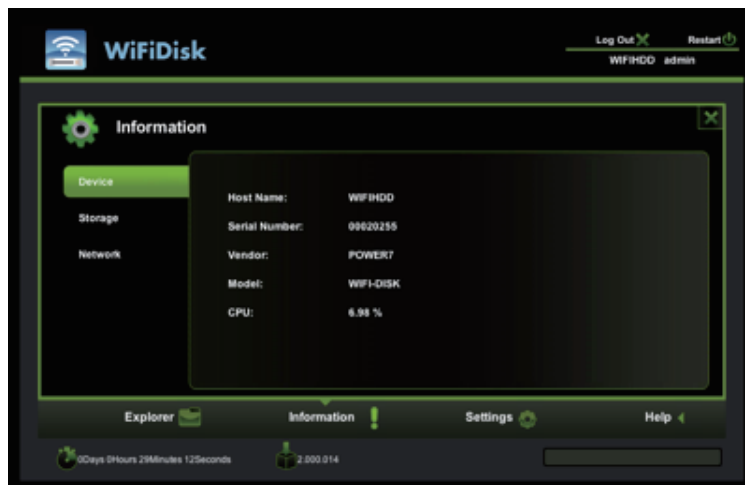 WiFiDisk
Log Out Restart
WIFIHDD admin
Information
Device
Storage
Network
Host Name: WIFIHDD
Serial Number: 00020255
Vendor: POWER7
Model: WIFI-DISK
CPU: 6.98 %
Explorer Information Settings Help
0Days 0Hours 29Minutes 12Seconds 2.000.014